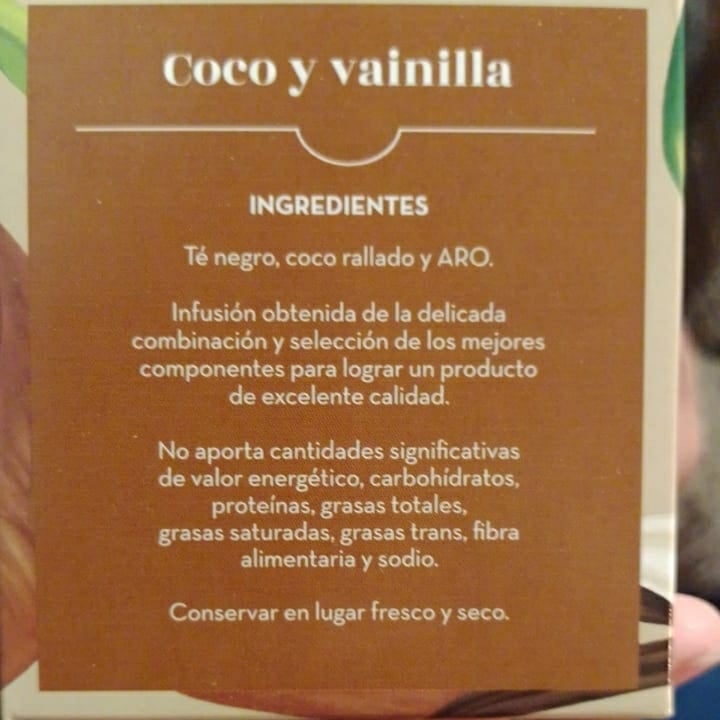 Coco y vainilla
INGREDIENTES
Té negro, coco rallado y ARO.
Infusión obtenida de la delicada
combinación y selección de los mejores
componentes para lograr un producto
de excelente calidad.
No aporta cantidades significativas
de valor energético, carbohídratos,
proteínas, grasas totales,
grasas saturadas, grasas trans, fibra
alimentaria y sodio.
Conservar en lugar fresco y seco.